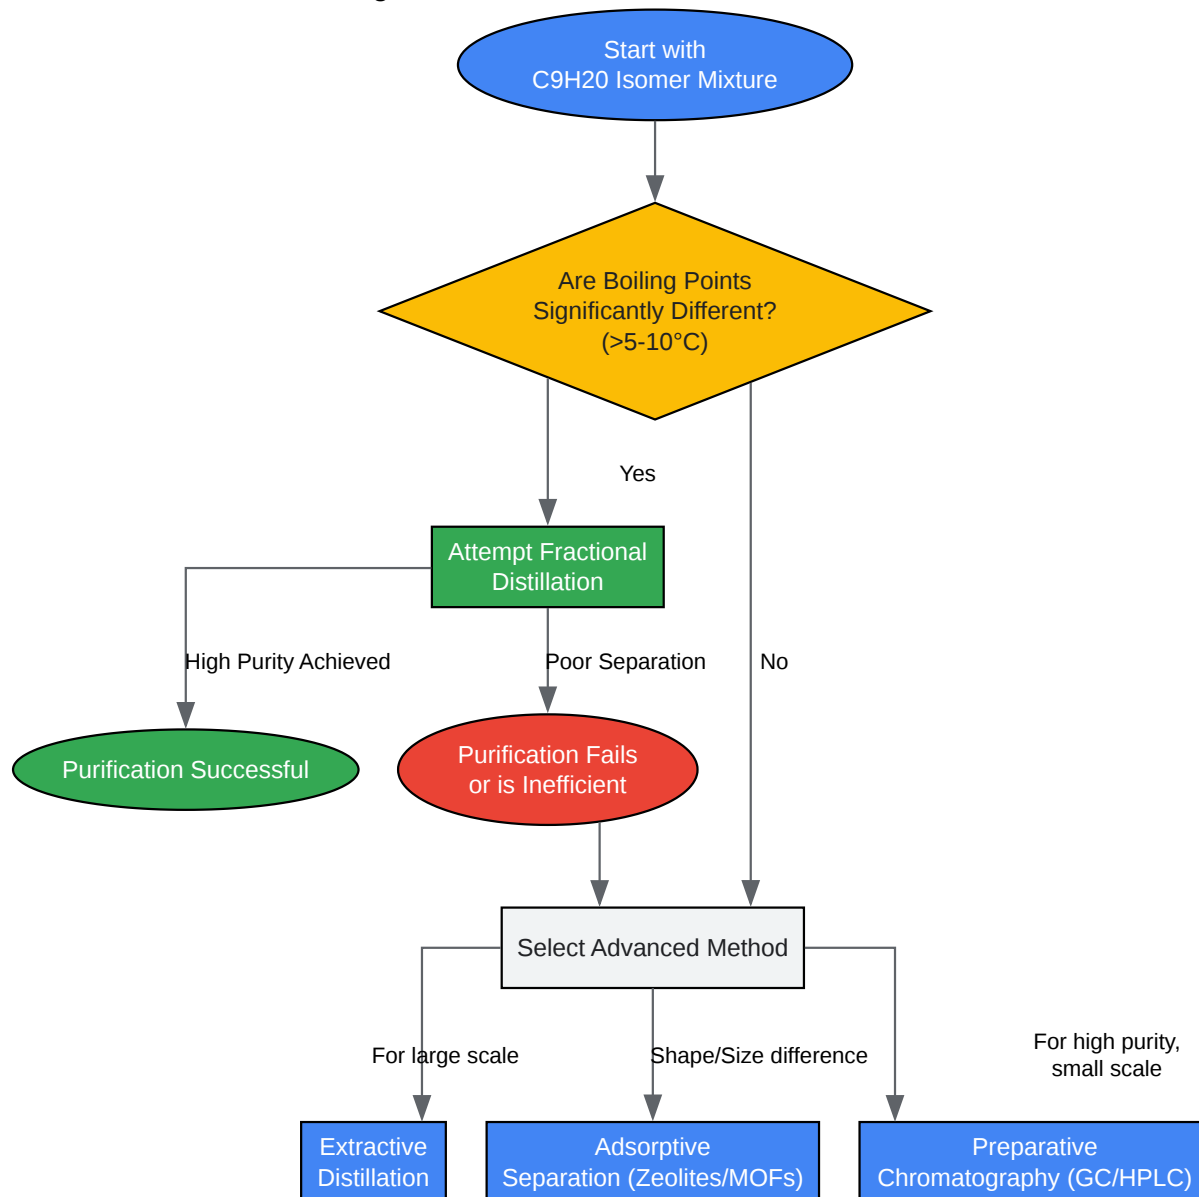 Start with
C9H20 Isomer Mixture
Are Boiling Points
Significantly Different?
(>5-10°C)
Yes
Attempt Fractional
Distillation
High Purity Achieved
Poor Separation
No
Purification Successful
Purification Fails
or is Inefficient
Select Advanced Method
For large scale
Shape/Size difference
For high purity,
small scale
Extractive
Distillation
Adsorptive
Separation (Zeolites/MOFs)
Preparative
Chromatography (GC/HPLC)